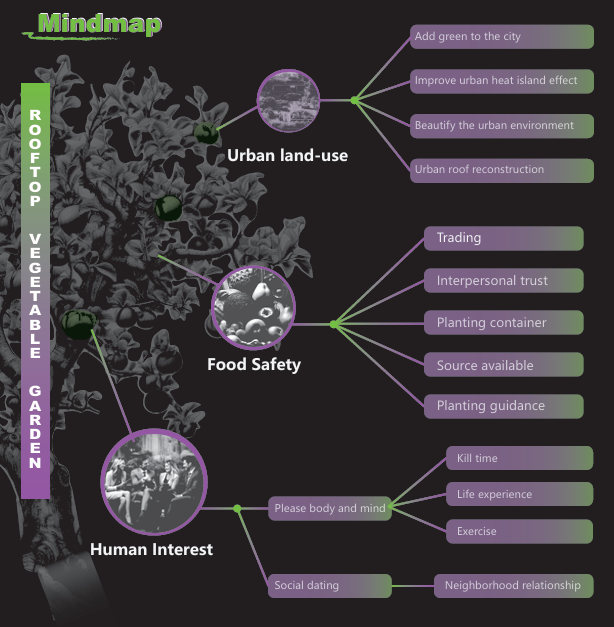 Mindmap
ROOFTOP VEGETABLE GARDEN
Urban land-use
Add green to the city
Improve urban heat island effect
Beautify the urban environment
Urban roof reconstruction
Food Safety
Trading
Interpersonal trust
Planting container
Source available
Planting guidance
Human Interest
Please body and mind
Kill time
Life experience
Exercise
Social dating
Neighborhood relationship